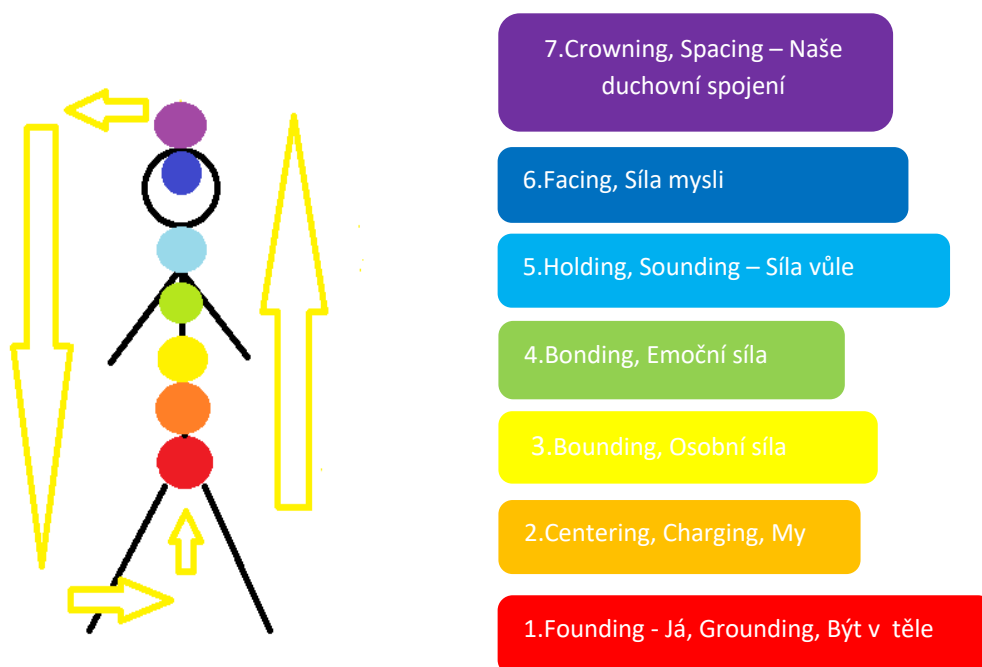 7.Crowning, Spacing – Naše
duchovní spojení
6.Facing, Síla mysli
5.Holding, Sounding – Síla vůle
4.Bonding, Emoční síla
3.Bounding, Osobní síla
2.Centering, Charging, My
1.Founding - Já, Grounding, Být v  těle